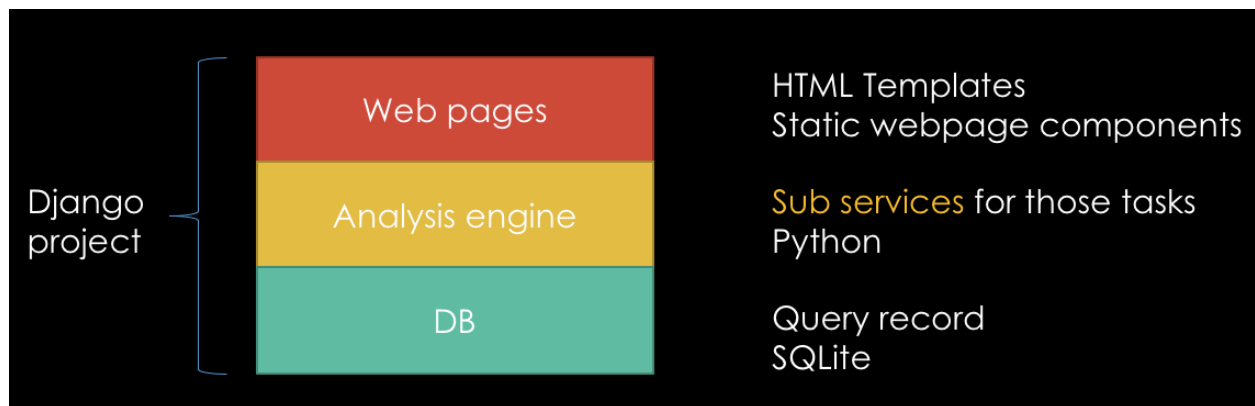 Django
project
Web pages
HTML Templates
Static webpage components
Analysis engine
Sub services for those tasks
Python
DB
Query record
SQLite